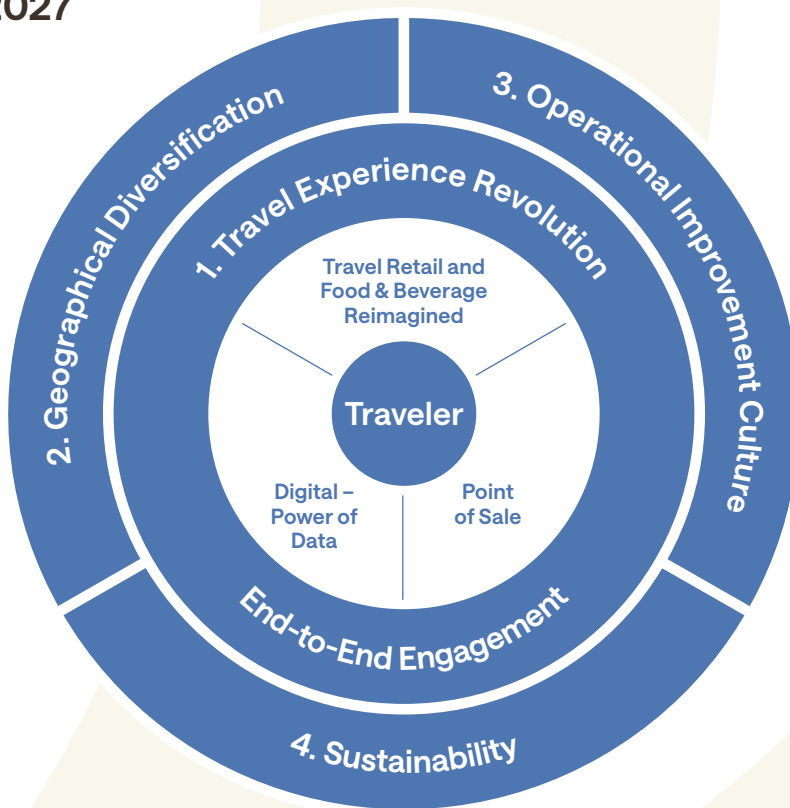 2027
2. Geographical Diversification
3. Operational Improvement Culture
1. Travel Experience Revolution
Travel Retail and
Food & Beverage
Reimagined
Traveler
Digital –
Power of
Data
Point
of Sale
End-to-End Engagement
4. Sustainability